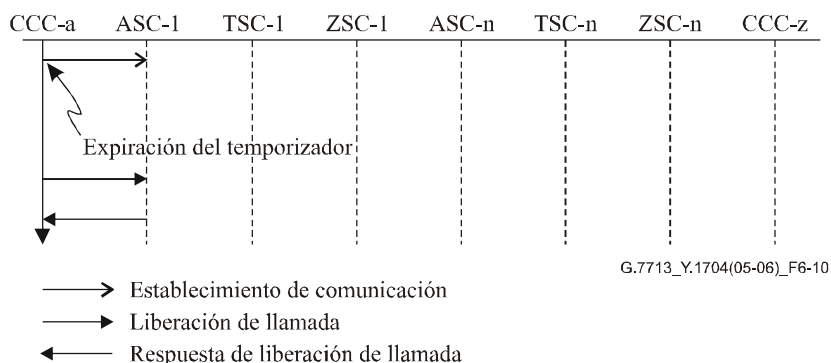 CCC-a ASC-1 TSC-1 ZSC-1 ASC-n TSC-n ZSC-n CCC-z
Expiración del temporizador
G.7713_Y.1704(05-06)_F6-10
Establecimiento de comunicación
Liberación de llamada
Respuesta de liberación de llamada